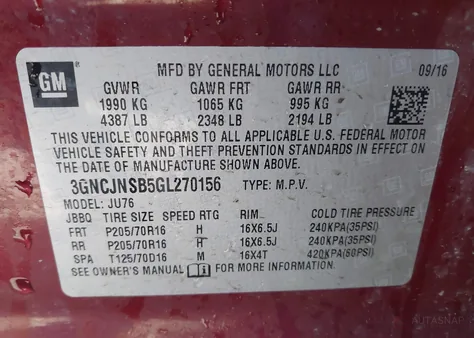 GM
MFD BY GENERAL MOTORS LLC 09/16
GVWR GAWR FRT GAWR RR
1990 KG 1065 KG 995 KG
4387 LB 2348 LB 2194 LB
THIS VEHICLE CONFORMS TO ALL APPLICABLE U.S. FEDERAL MOTOR
VEHICLE SAFETY AND THEFT PREVENTION STANDARDS IN EFFECT ON
THE DATE OF MANUFACTURE SHOWN ABOVE.
3GNCJNSB5GL270156 TYPE: M.P.V.
MODEL: JU76
JBBQ TIRE SIZE SPEED RTG RIM COLD TIRE PRESSURE
FRT P205/70R16 H 16X6.5J 240KPA(35PSI)
RR P205/70R16 H 16X6.5J 240KPA(35PSI)
SPA T125/70D16 M 16X4T 420KPA(60PSI)
SEE OWNER'S MANUAL FOR MORE INFORMATION.